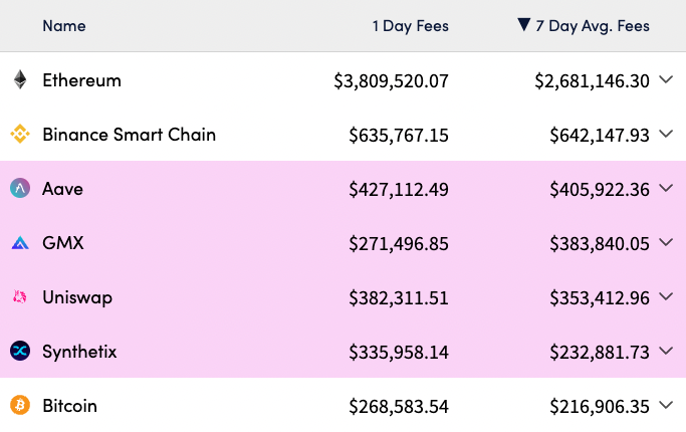 Name 1 Day Fees ▼ 7 Day Avg. Fees
Ethereum $3,809,520.07 $2,681,146.30
Binance Smart Chain $635,767.15 $642,147.93
Aave $427,112.49 $405,922.36
GMX $271,496.85 $383,840.05
Uniswap $382,311.51 $353,412.96
Synthetix $335,958.14 $232,881.73
Bitcoin $268,583.54 $216,906.35